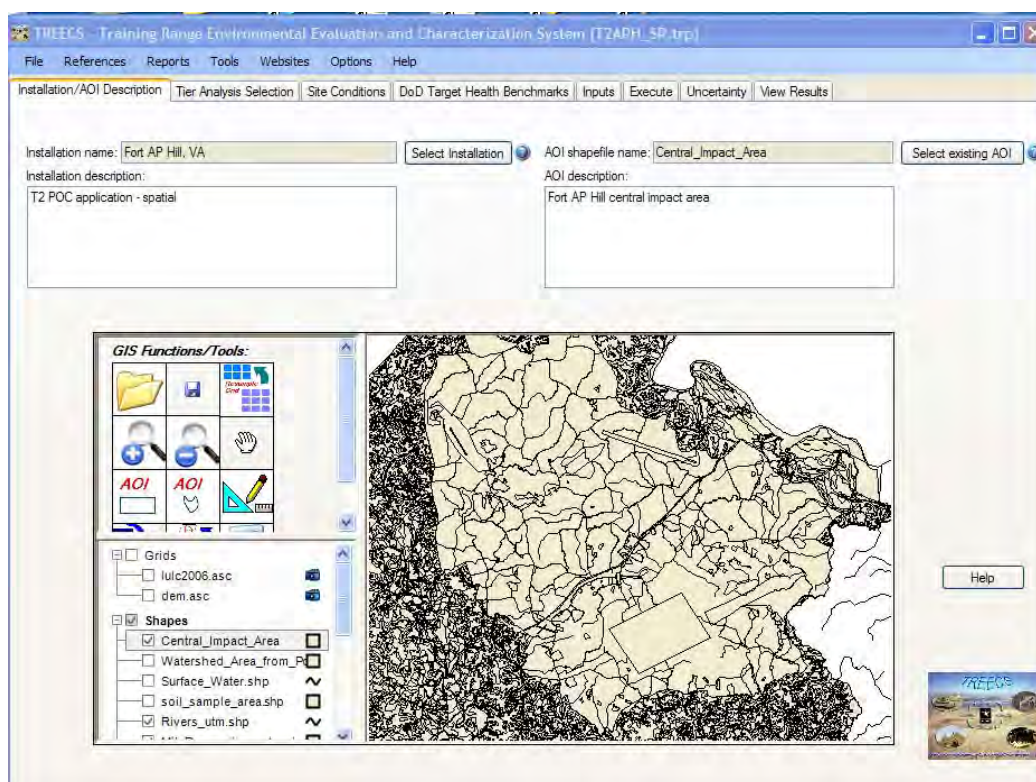 TREECS - Training Range Environmental Evaluation and Characterization System (T2APH_SR.trp)
File References Reports Tools Websites Options Help
Installation/AOI Description Tier Analysis Selection Site Conditions DoD Target Health Benchmarks Inputs Execute Uncertainty View Results
Installation name: Fort AP Hill, VA Select Installation AOI shapefile name: Central_Impact_Area Select existing AOI
Installation description: AOI description:
T2 POC application - spatial Fort AP Hill central impact area
GIS Functions/Tools:
Grid
AOI AOI
Grids
lulc2006.asc
dem.asc
Shapes
Central_Impact_Area
Watershed_Area_from_Po
Surface_Water.shp
soil_sample_area.shp
Rivers_utm.shp
Help
TREECS